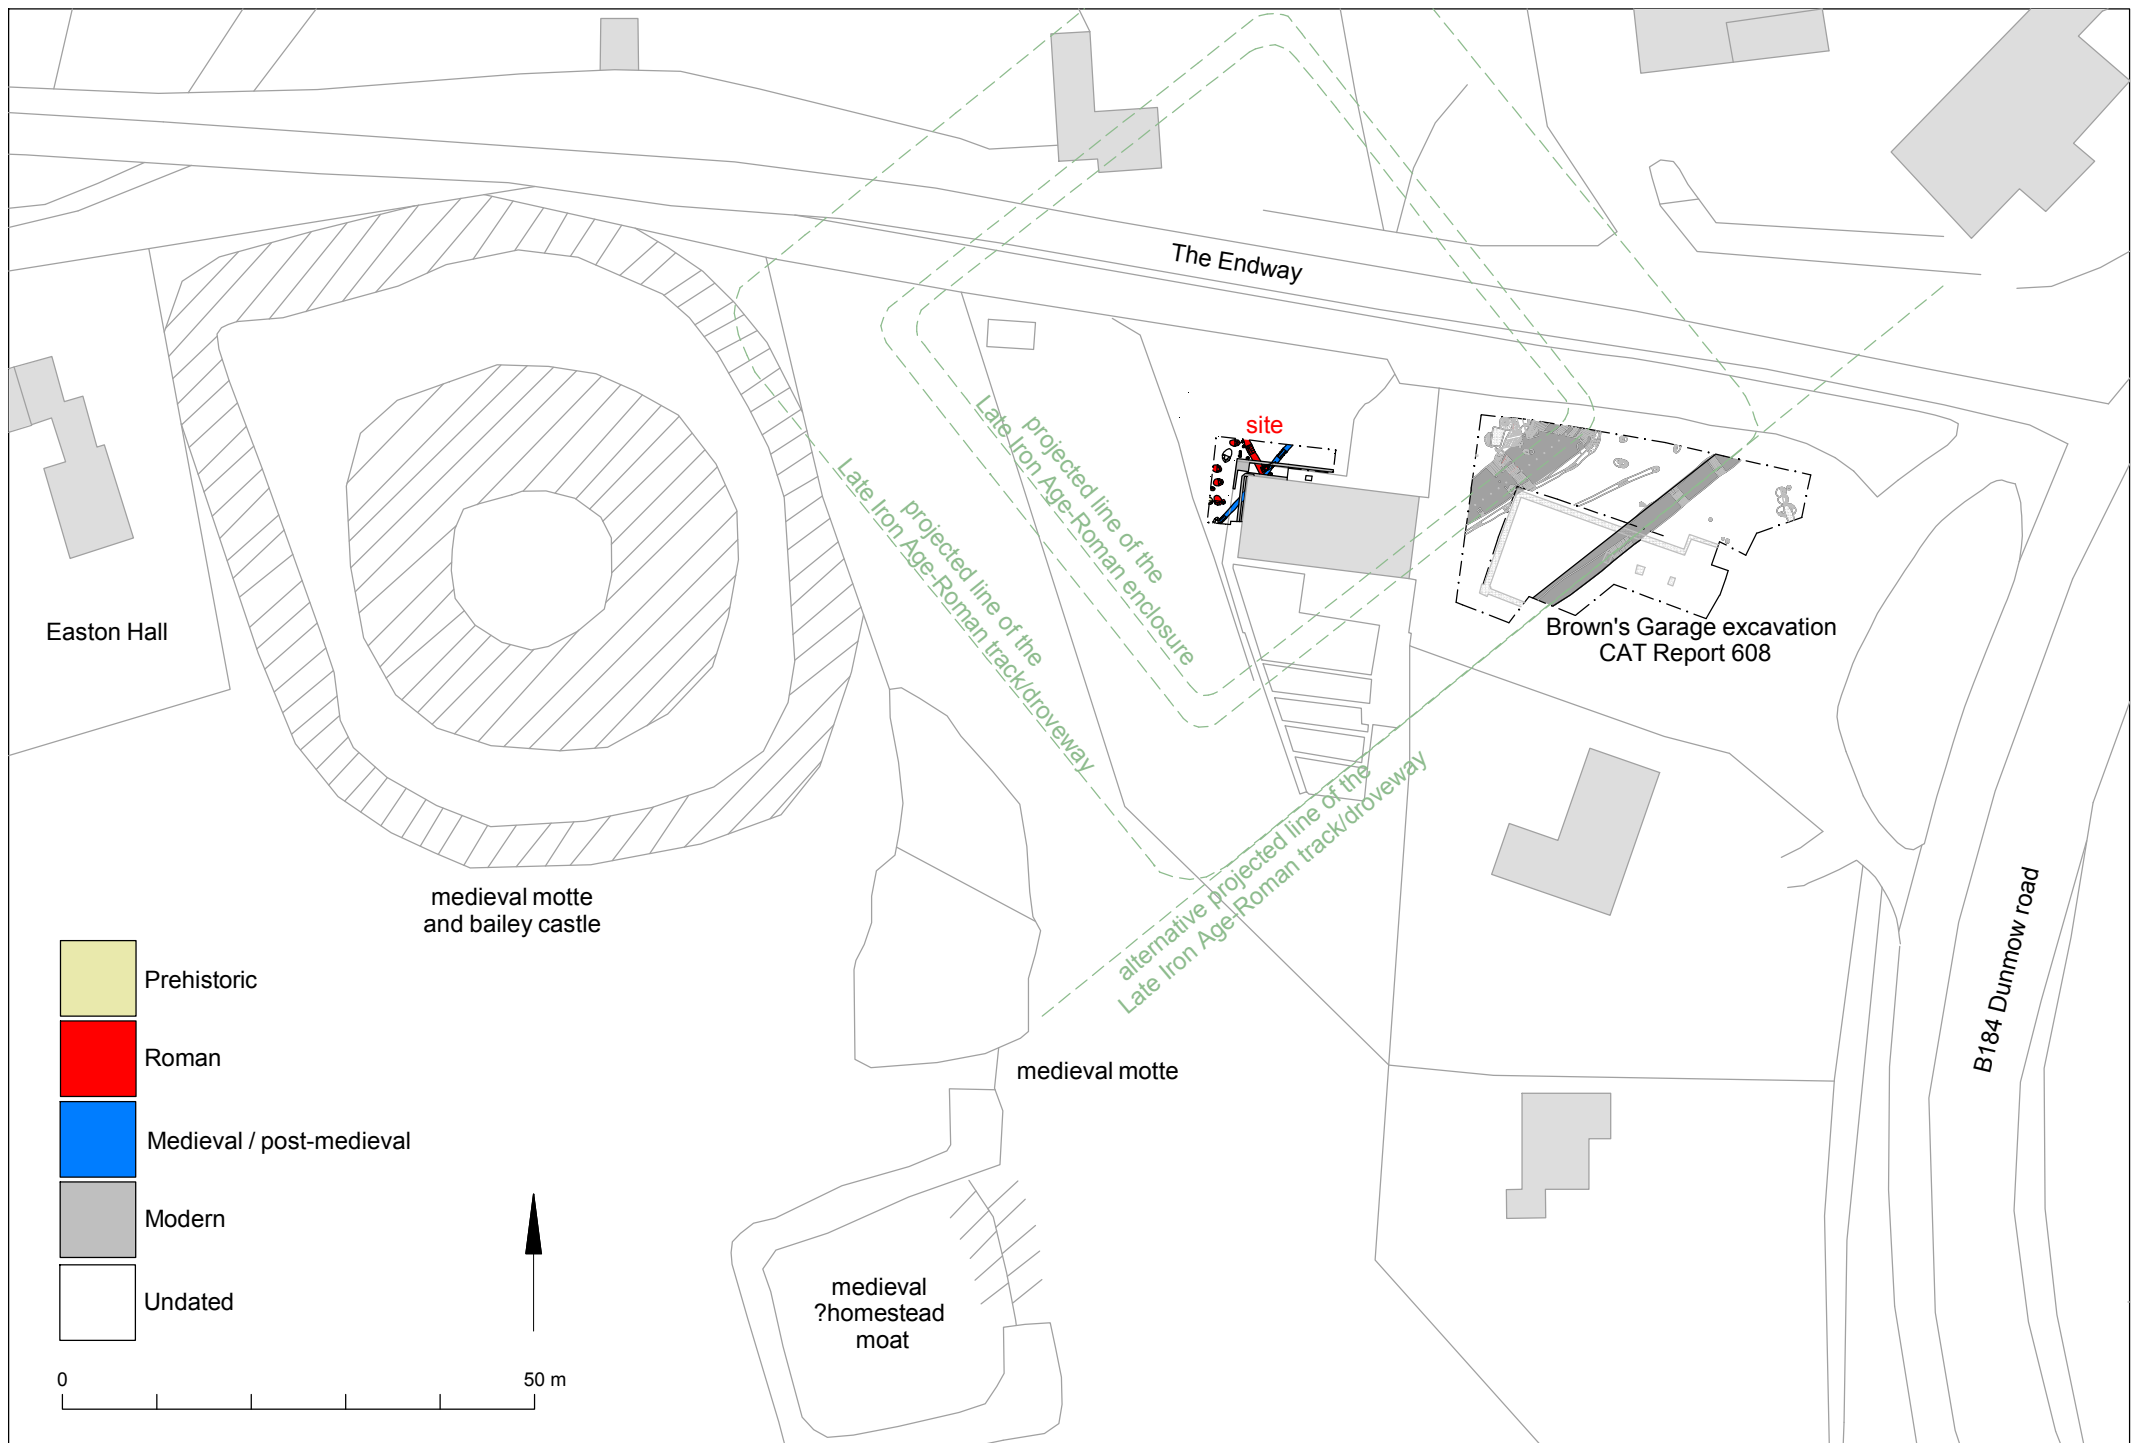 The Endway
site
projected line of the
Late Iron Age-Roman enclosure
projected line of the
Late Iron Age-Roman track/droveway
Easton Hall
Brown's Garage excavation
CAT Report 608
alternative projected line of the
Late Iron Age-Roman track/droveway
medieval motte
and bailey castle
B184 Dunmow road
medieval motte
Prehistoric
Roman
Medieval / post-medieval
Modern
Undated
medieval
?homestead
moat
0 50 m